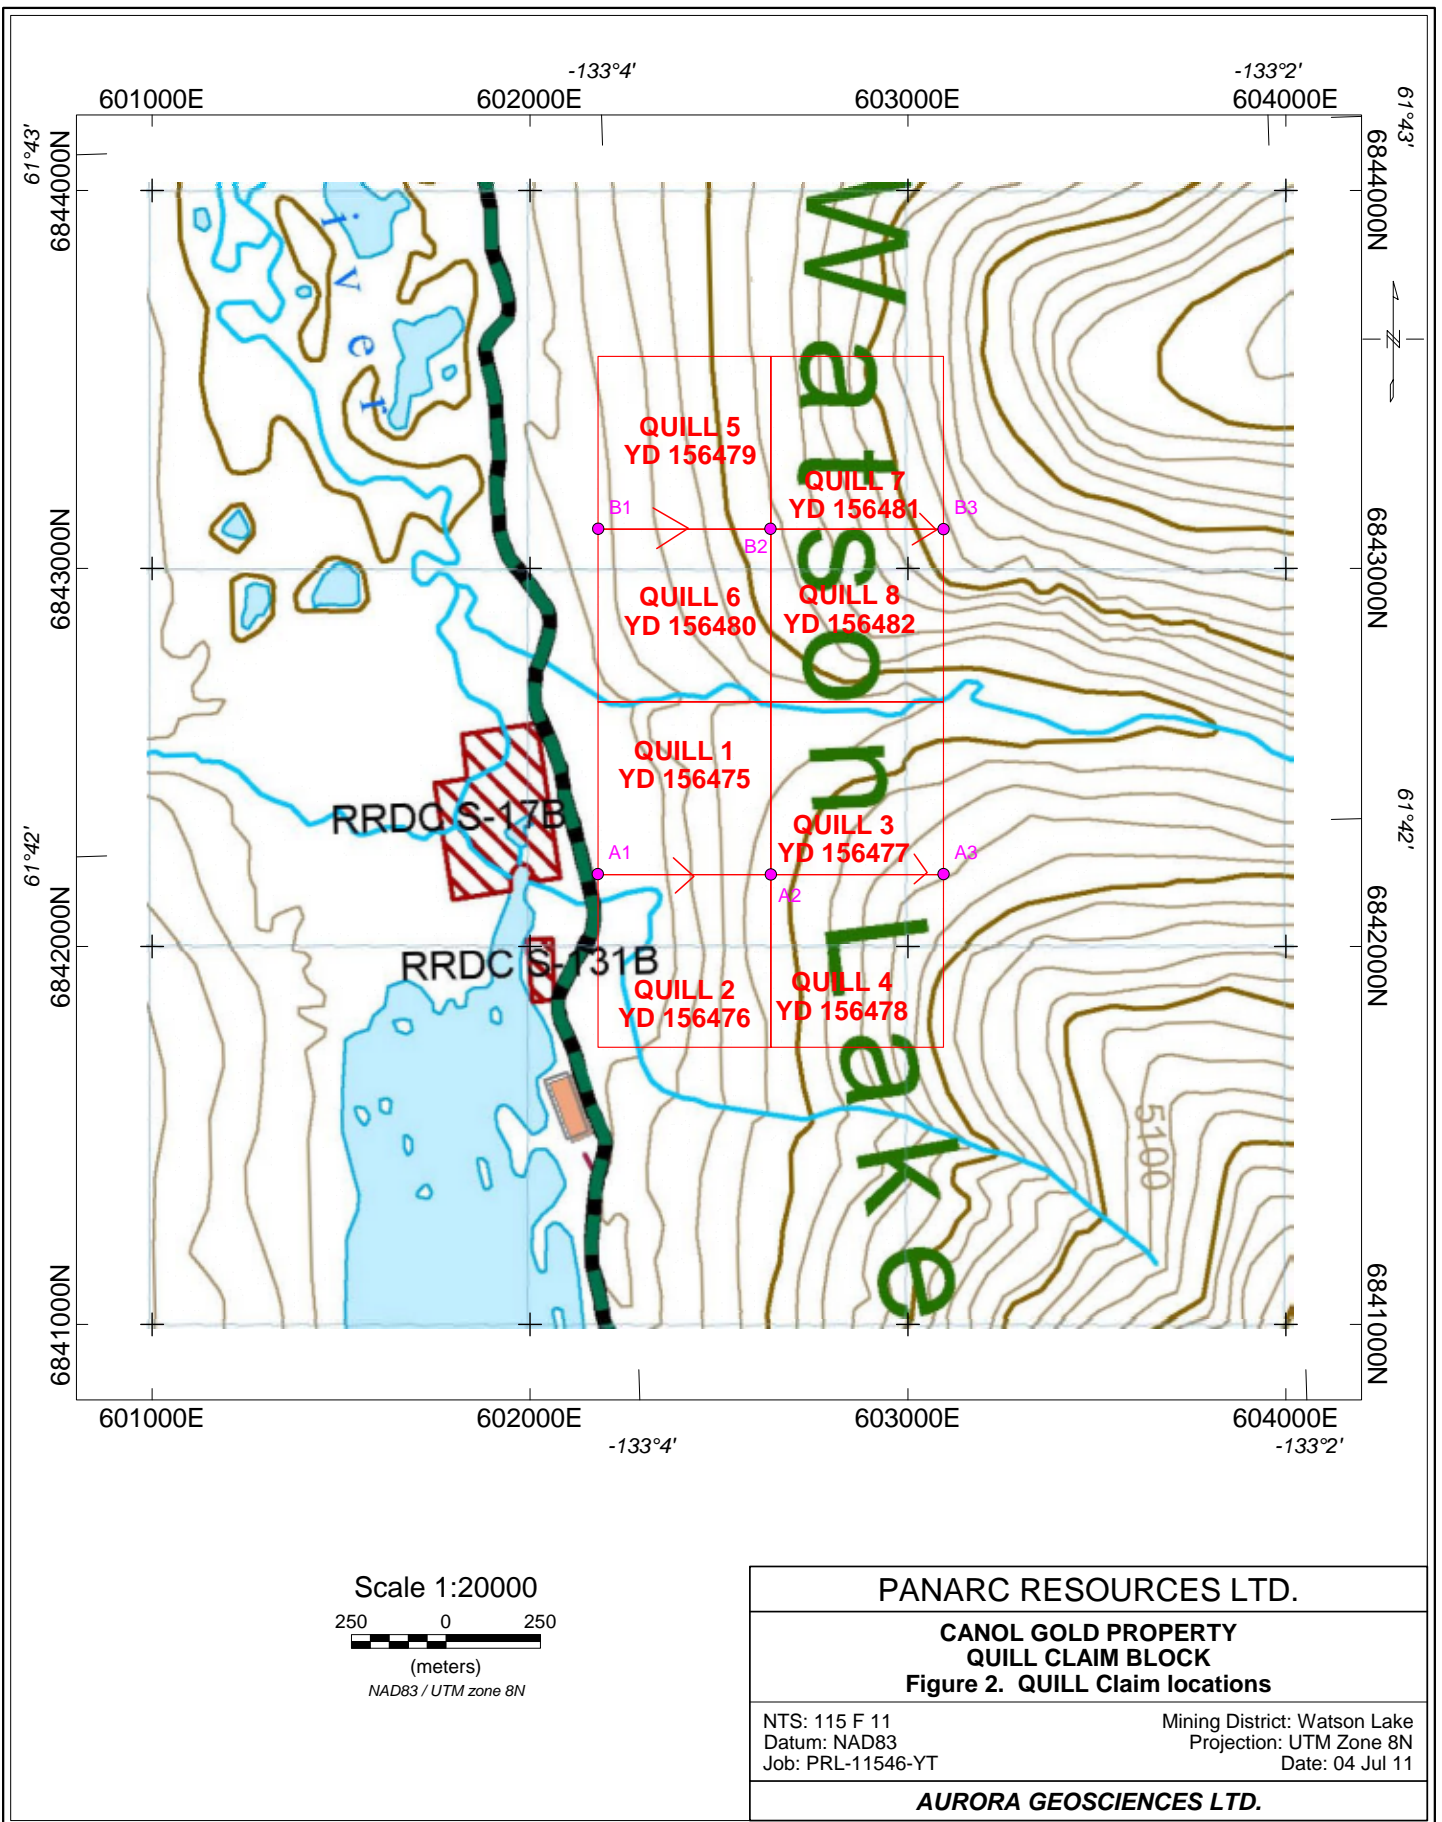 -133°4'
-133°2'
601000E
602000E
603000E
604000E
61°43'
61°43'
6844000N
6844000N
iver
Watson Lake
QUILL 5
YD 156479
QUILL 7
YD 156481
B1
B2
B3
6843000N
6843000N
QUILL 6
YD 156480
QUILL 8
YD 156482
QUILL 1
YD 156475
RRDC S-17B
QUILL 3
YD 156477
61°42'
61°42'
A1
A2
A3
6842000N
6842000N
RRDC S-131B
QUILL 2
YD 156476
QUILL 4
YD 156478
5100
6841000N
6841000N
601000E
602000E
603000E
604000E
-133°4'
-133°2'
N
Scale 1:20000
250 0 250
(meters)
NAD83 / UTM zone 8N
PANARC RESOURCES LTD.
CANOL GOLD PROPERTY
QUILL CLAIM BLOCK
Figure 2. QUILL Claim locations
NTS: 115 F 11
Mining District: Watson Lake
Datum: NAD83
Projection: UTM Zone 8N
Job: PRL-11546-YT
Date: 04 Jul 11
AURORA GEOSCIENCES LTD.